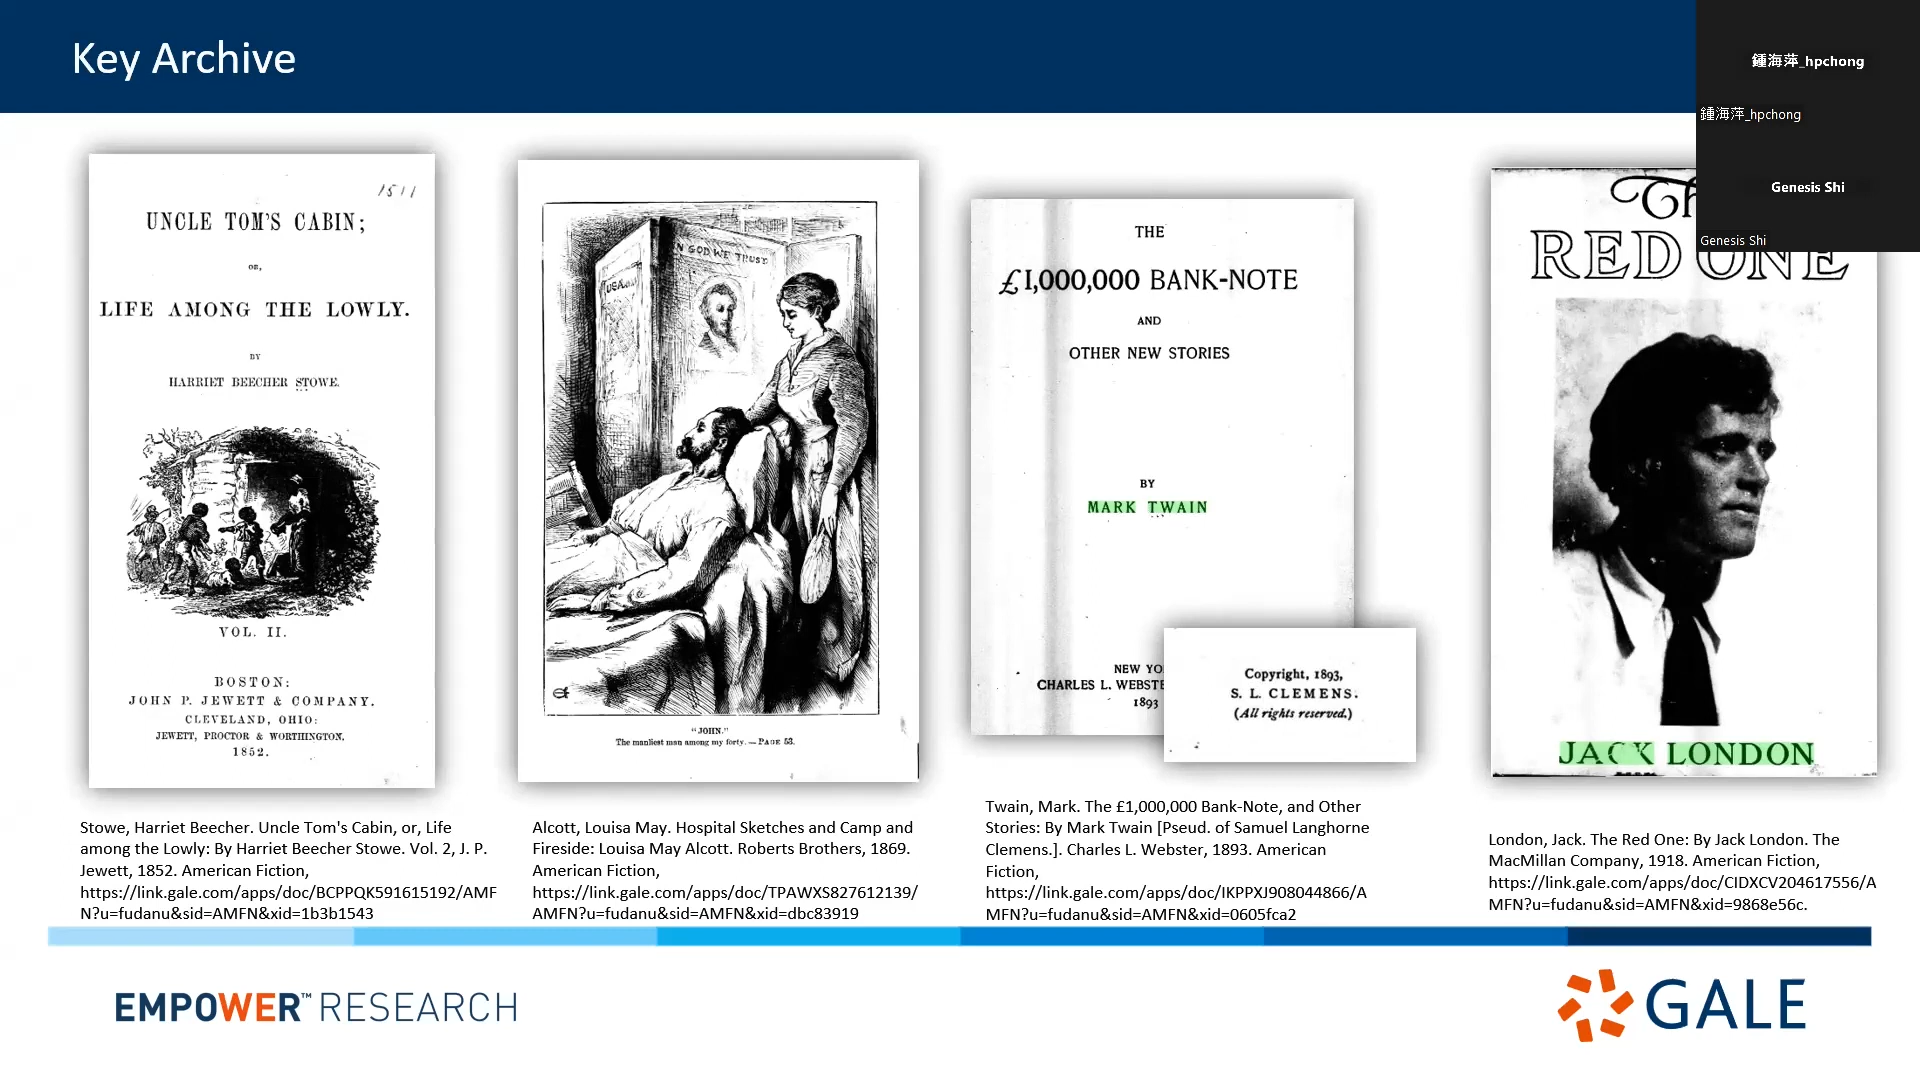 Key Archive
鍾海萍_hpchong
鍾海萍_hpchong
Genesis Shi
Genesis Shi
1511
UNCLE TOM'S CABIN;
OR,
LIFE AMONG THE LOWLY.
BY
HARRIET BEECHER STOWE.
VOL. II.
BOSTON:
JOHN P. JEWETT & COMPANY.
CLEVELAND, OHIO:
JEWETT, PROCTOR & WORTHINGTON.
1852.
N GOD WE TRUST
"JOHN."
The manliest man among my forty. — PAGE 53.
THE
£1,000,000 BANK-NOTE
AND
OTHER NEW STORIES
BY
MARK TWAIN
NEW YO
CHARLES L. WEBSTE
1893
Copyright, 1893,
S. L. CLEMENS.
(All rights reserved.)
RED ONE
JACK LONDON
Stowe, Harriet Beecher. Uncle Tom's Cabin, or, Life
among the Lowly: By Harriet Beecher Stowe. Vol. 2, J. P.
Jewett, 1852. American Fiction,
https://link.gale.com/apps/doc/BCPPQK591615192/AMF
N?u=fudanu&sid=AMFN&xid=1b3b1543
Alcott, Louisa May. Hospital Sketches and Camp and
Fireside: Louisa May Alcott. Roberts Brothers, 1869.
American Fiction,
https://link.gale.com/apps/doc/TPAWXS827612139/
AMFN?u=fudanu&sid=AMFN&xid=dbc83919
Twain, Mark. The £1,000,000 Bank-Note, and Other
Stories: By Mark Twain [Pseud. of Samuel Langhorne
Clemens.]. Charles L. Webster, 1893. American
Fiction,
https://link.gale.com/apps/doc/IKPPXJ908044866/A
MFN?u=fudanu&sid=AMFN&xid=0605fca2
London, Jack. The Red One: By Jack London. The
MacMillan Company, 1918. American Fiction,
https://link.gale.com/apps/doc/CIDXCV204617556/A
MFN?u=fudanu&sid=AMFN&xid=9868e56c.
EMPOWER™ RESEARCH
GALE